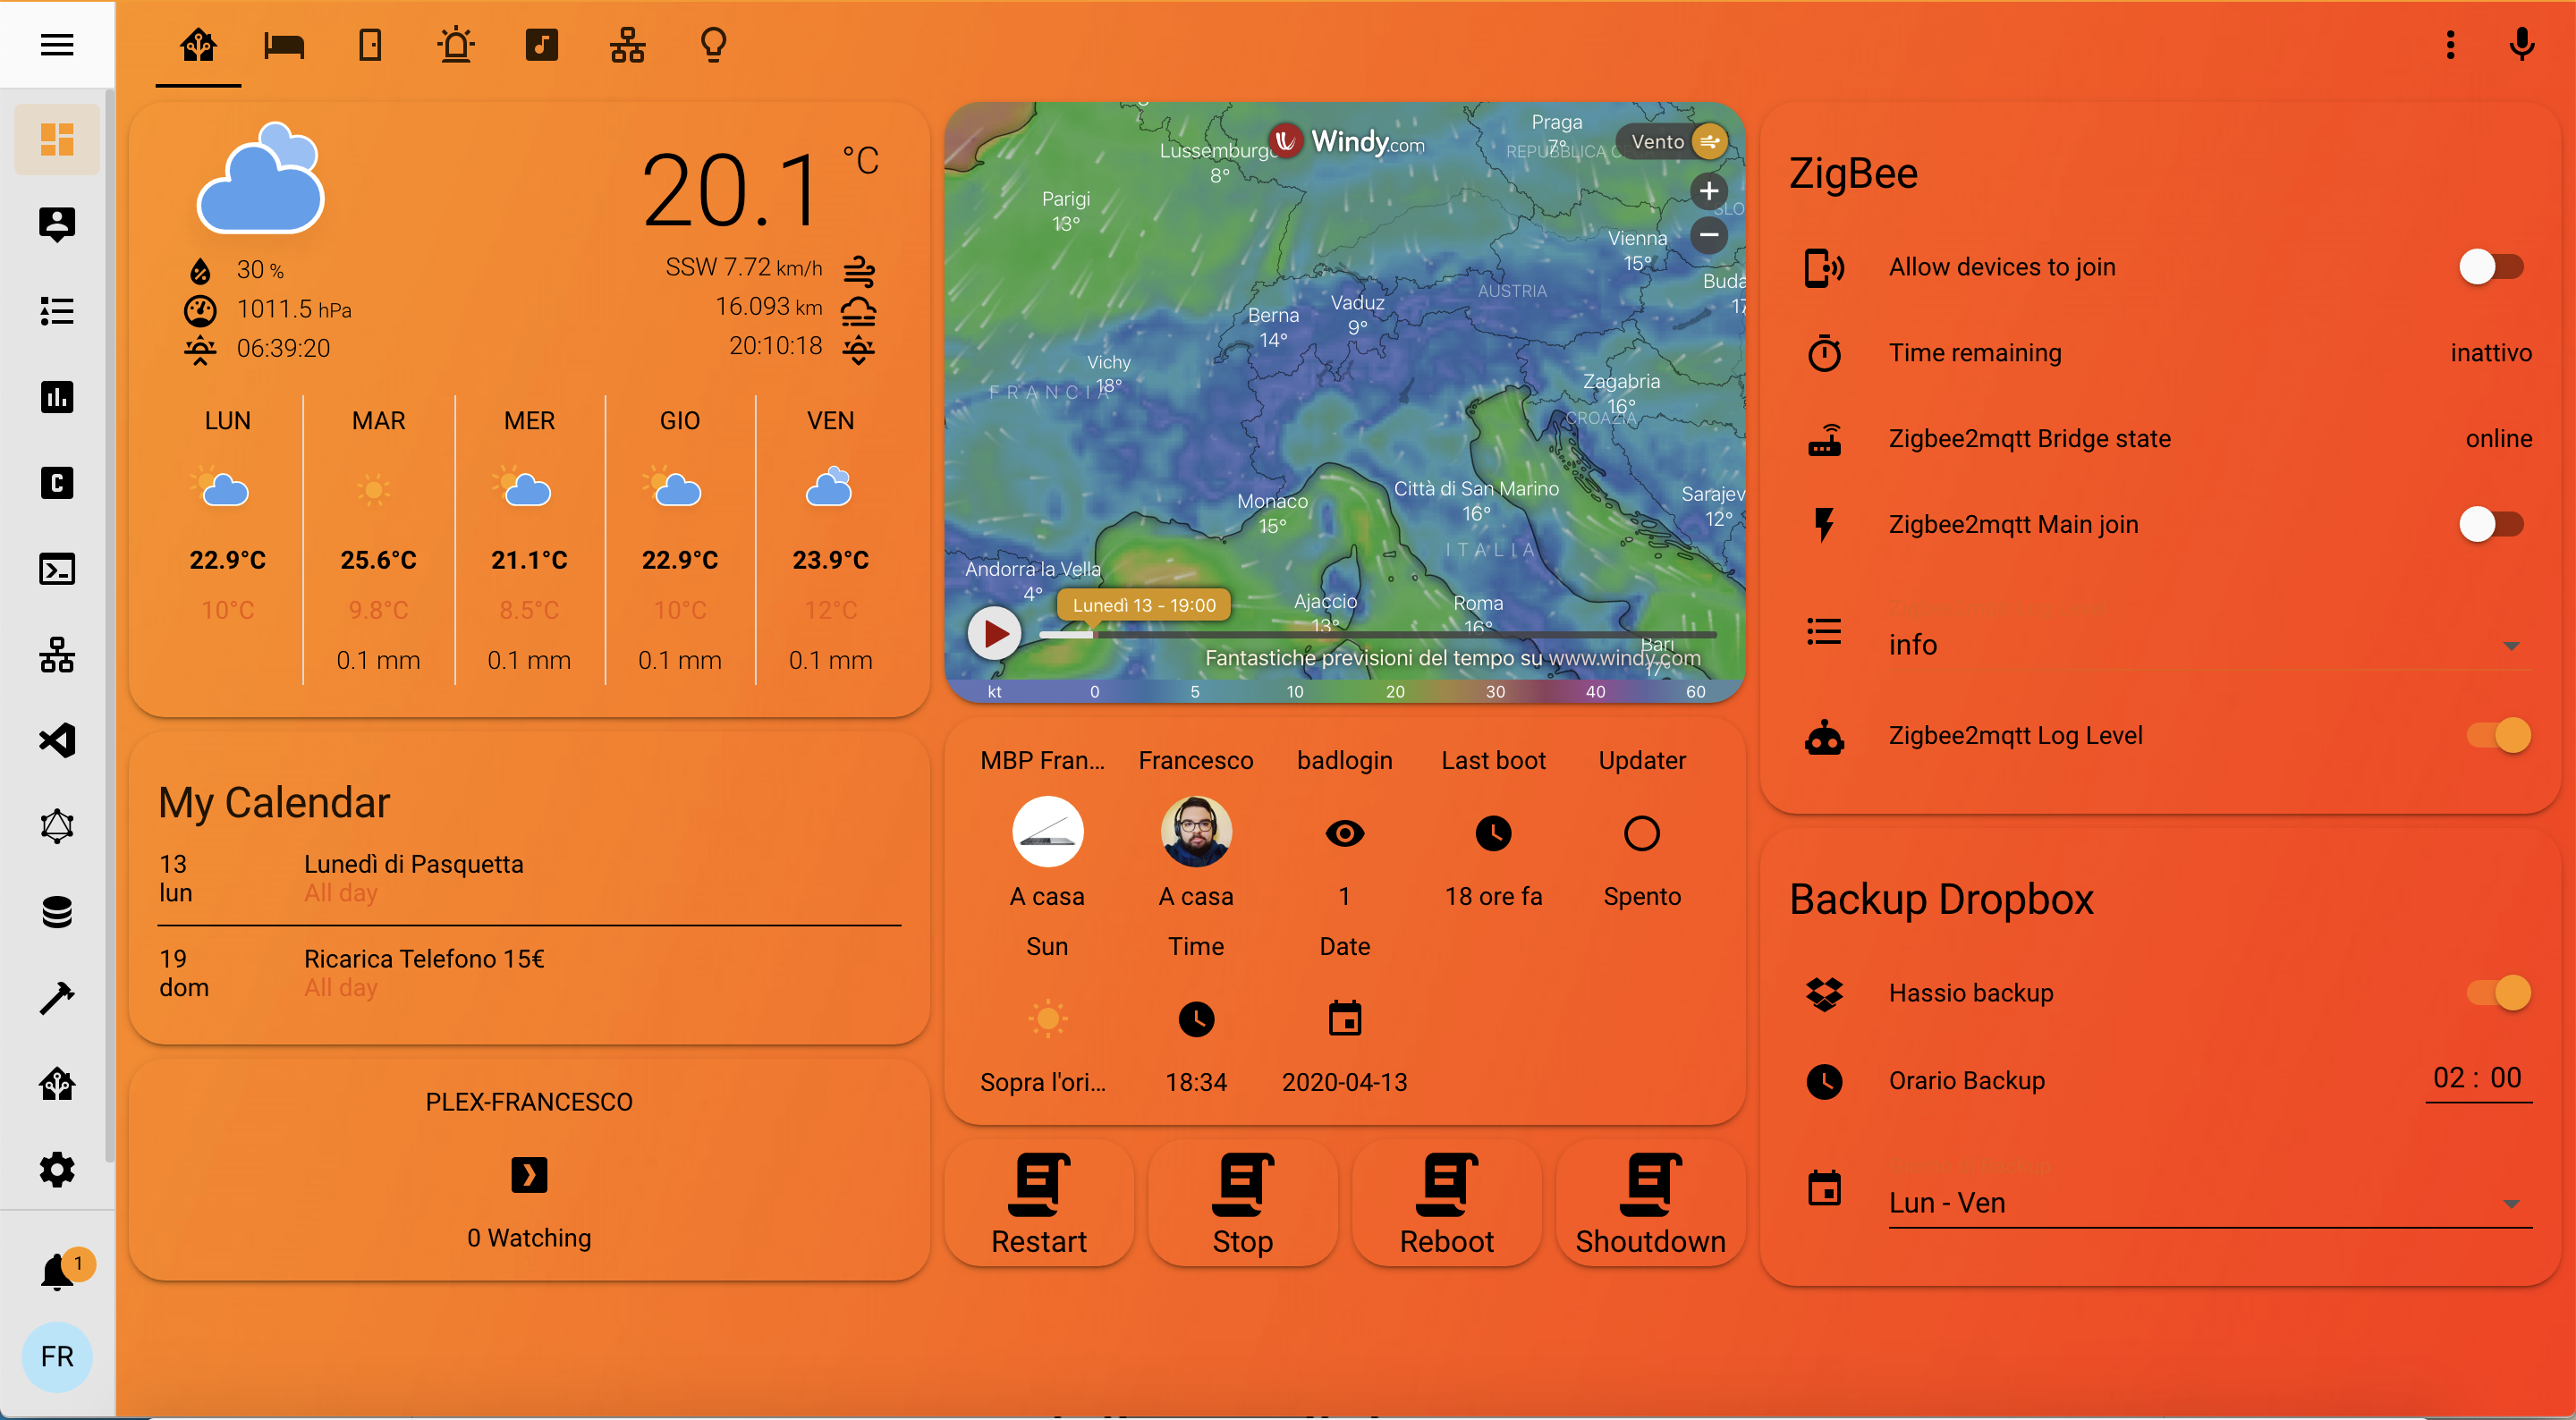 20.1 °C
30 %
1011.5 hPa
06:39:20
SSW 7.72 km/h
16.093 km
20:10:18
LUN MAR MER GIO VEN
22.9°C 25.6°C 21.1°C 22.9°C 23.9°C
10°C 9.8°C 8.5°C 10°C 12°C
0.1 mm 0.1 mm 0.1 mm 0.1 mm
My Calendar
13 Lunedì di Pasquetta
lun All day
19 Ricarica Telefono 15€
dom All day
PLEX-FRANCESCO
0 Watching
1
FR
Windy.com
Vento
Praga
7°
REPUBBLICA
Lussemburgo
8°
Parigi
13°
SLO
Vienna
15°
AUSTRIA
Buda
17
Vaduz
9°
Berna
14°
Vichy
18°
FRANCIA
Zagabria
16°
CROAZIA
Città di San Marino
16°
Monaco
15°
Sarajev
12°
ITALIA
Andorra la Vella
4°
Lunedì 13 - 19:00
Ajaccio
13°
Roma
16°
Bari
17°
Fantastiche previsioni del tempo su www.windy.com
kt 0 5 10 20 30 40 60
MBP Fran... Francesco badlogin Last boot Updater
A casa A casa 1 18 ore fa Spento
Sun Time Date
Sopra l'ori... 18:34 2020-04-13
Restart Stop Reboot Shoutdown
ZigBee
Allow devices to join
Time remaining inattivo
Zigbee2mqtt Bridge state online
Zigbee2mqtt Main join
info
Zigbee2mqtt Log Level
Backup Dropbox
Hassio backup
Orario Backup 02 : 00
Lun - Ven